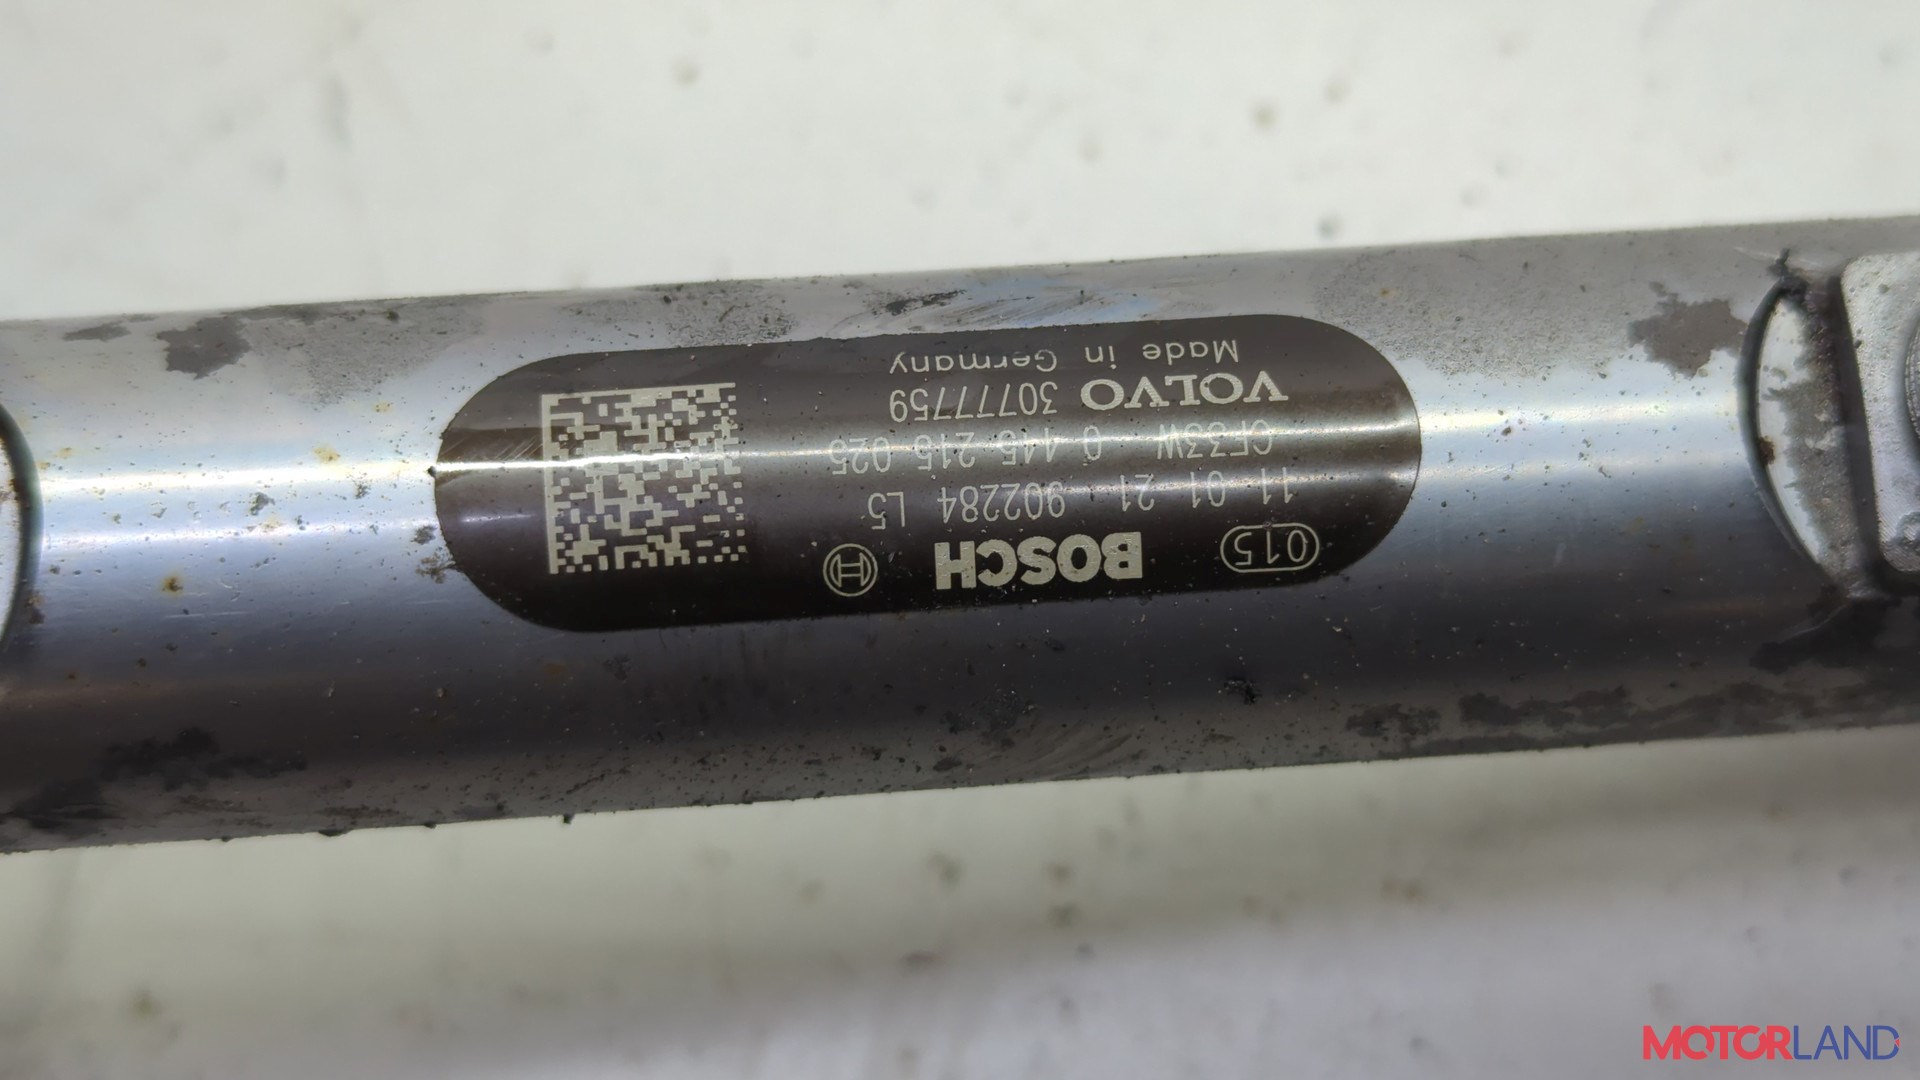 015 BOSCH
11 01 21 902284 L5
CF33W 0 445 215 025
VOLVO 30777759
Made in Germany
MOTORLAND